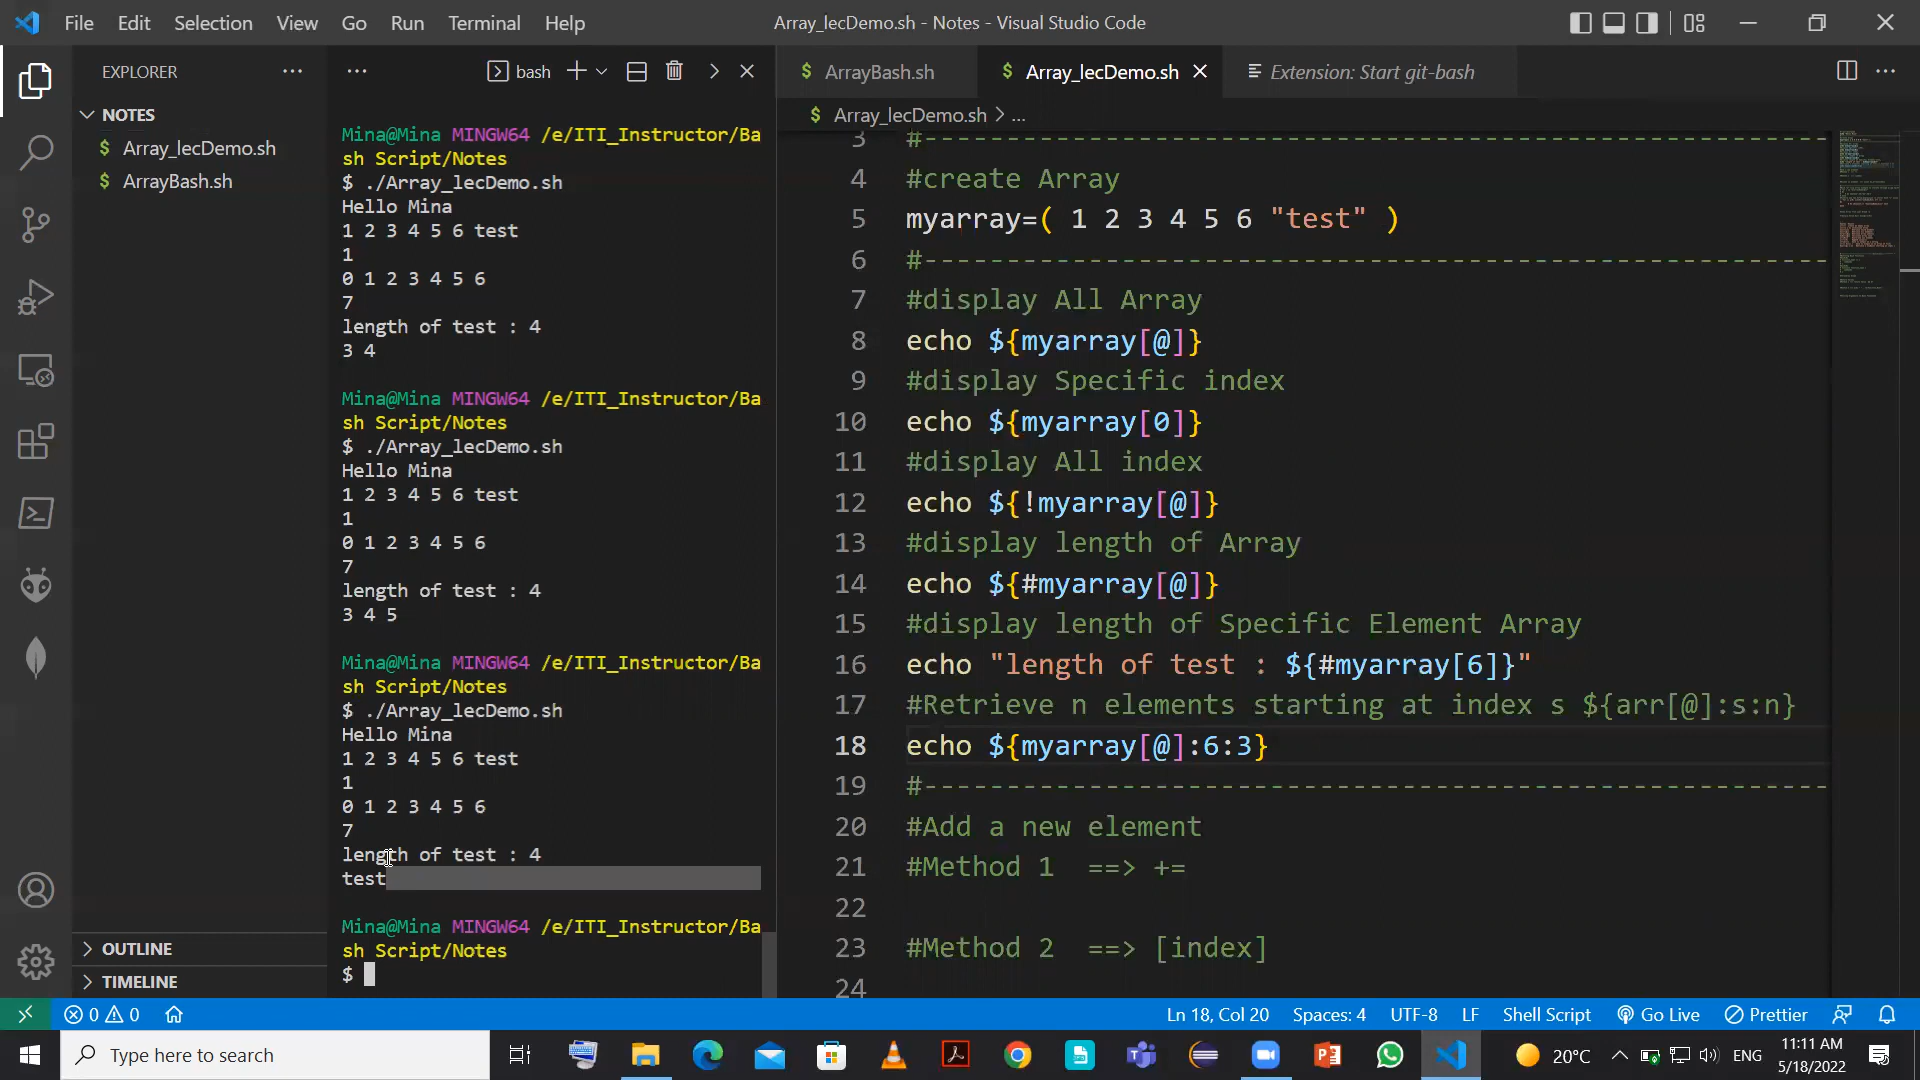 File Edit Selection View Go Run Terminal Help
Array_lecDemo.sh - Notes - Visual Studio Code
EXPLORER
NOTES
$ Array_lecDemo.sh
$ ArrayBash.sh
OUTLINE
TIMELINE
bash
Mina@Mina MINGW64 /e/ITI_Instructor/Ba
sh Script/Notes
$ ./Array_lecDemo.sh
Hello Mina
1 2 3 4 5 6 test
1
0 1 2 3 4 5 6
7
length of test : 4
3 4
Mina@Mina MINGW64 /e/ITI_Instructor/Ba
sh Script/Notes
$ ./Array_lecDemo.sh
Hello Mina
1 2 3 4 5 6 test
1
0 1 2 3 4 5 6
7
length of test : 4
3 4 5
Mina@Mina MINGW64 /e/ITI_Instructor/Ba
sh Script/Notes
$ ./Array_lecDemo.sh
Hello Mina
1 2 3 4 5 6 test
1
0 1 2 3 4 5 6
7
length of test : 4
test
Mina@Mina MINGW64 /e/ITI_Instructor/Ba
sh Script/Notes
$
$ ArrayBash.sh
$ Array_lecDemo.sh
Extension: Start git-bash
$ Array_lecDemo.sh > ...
3 #-------------------------------------------------------
4 #create Array
5 myarray=( 1 2 3 4 5 6 "test" )
6 #-------------------------------------------------------
7 #display All Array
8 echo ${myarray[@]}
9 #display Specific index
10 echo ${myarray[0]}
11 #display All index
12 echo ${!myarray[@]}
13 #display length of Array
14 echo ${#myarray[@]}
15 #display length of Specific Element Array
16 echo "length of test : ${#myarray[6]}"
17 #Retrieve n elements starting at index s ${arr[@]:s:n}
18 echo ${myarray[@]:6:3}
19 #-------------------------------------------------------
20 #Add a new element
21 #Method 1 ==> +=
22
23 #Method 2 ==> [index]
24
0 0
Ln 18, Col 20
Spaces: 4
UTF-8
LF
Shell Script
Go Live
Prettier
Type here to search
20°C
ENG
11:11 AM
5/18/2022